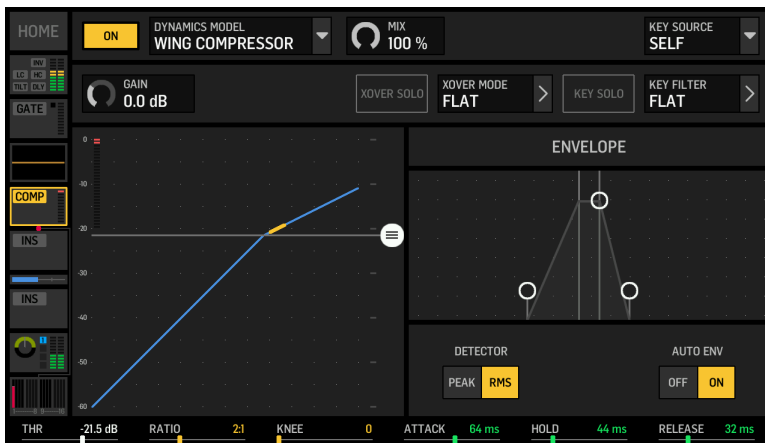 HOME
ON
DYNAMICS MODEL
WING COMPRESSOR
MIX
100 %
KEY SOURCE
SELF
INV
LC HC
TILT DLY
GATE
COMP
INS
INS
GAIN
0.0 dB
XOVER SOLO
XOVER MODE
FLAT
KEY SOLO
KEY FILTER
FLAT
0
-10
-20
-30
-40
-50
-60
ENVELOPE
DETECTOR
PEAK RMS
AUTO ENV
OFF ON
THR -21.5 dB RATIO 2:1 KNEE 0 ATTACK 64 ms HOLD 44 ms RELEASE 32 ms